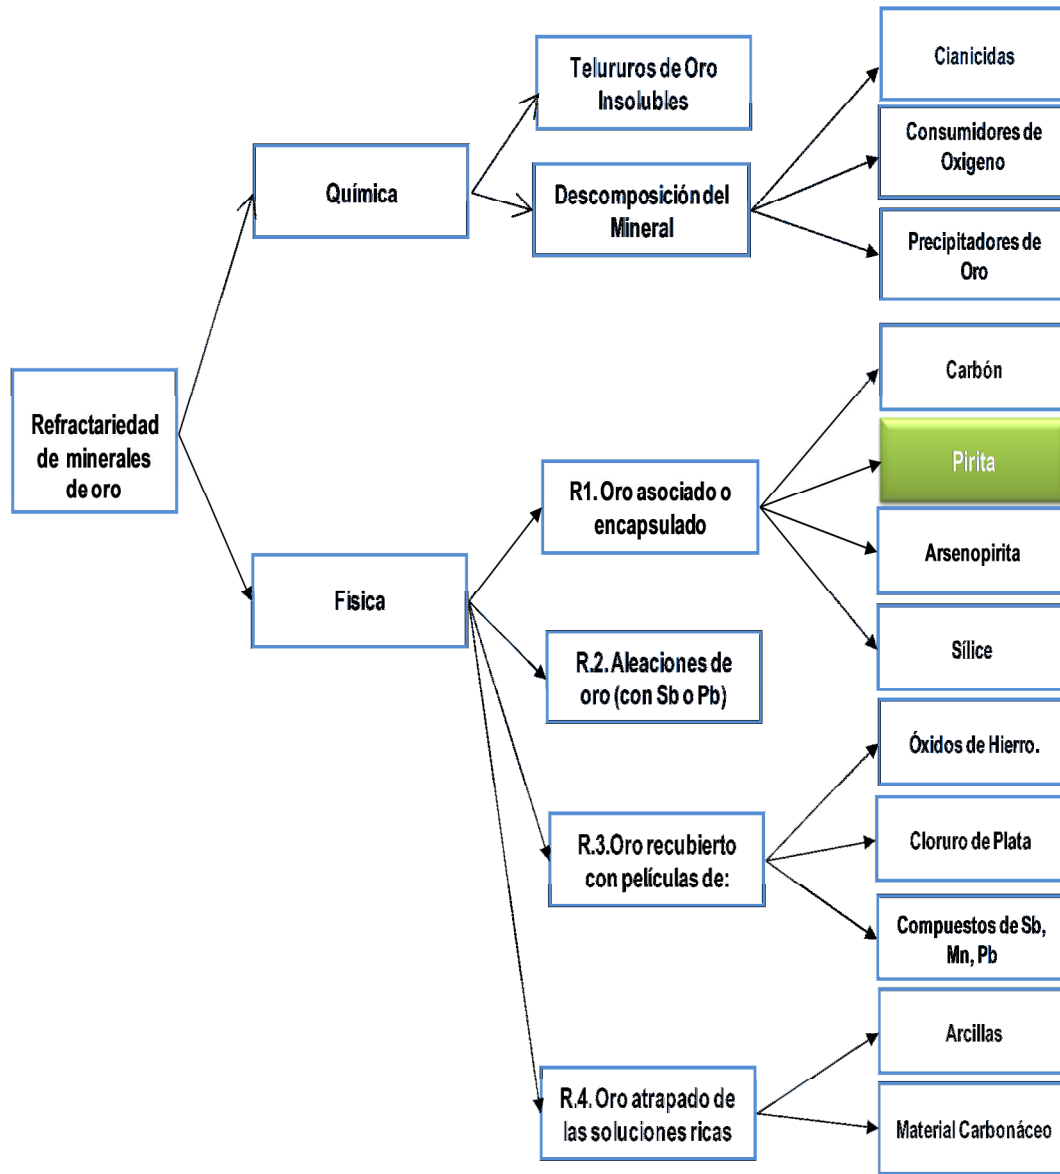 Telururos de Oro
Insolubles
Cianicidas
Consumidores de
Oxigeno
Química
Descomposición del
Mineral
Precipitadores de
Oro
Refractariedad
de minerales
de oro
Carbón
Pirita
R1. Oro asociado o
encapsulado
Arsenopirita
Física
Sílice
R.2. Aleaciones de
oro (con Sb o Pb)
Óxidos de Hierro.
R.3.Oro recubierto
con películas de:
Cloruro de Plata
Compuestos de Sb,
Mn, Pb
Arcillas
R.4. Oro atrapado de
las soluciones ricas
Material Carbonáceo